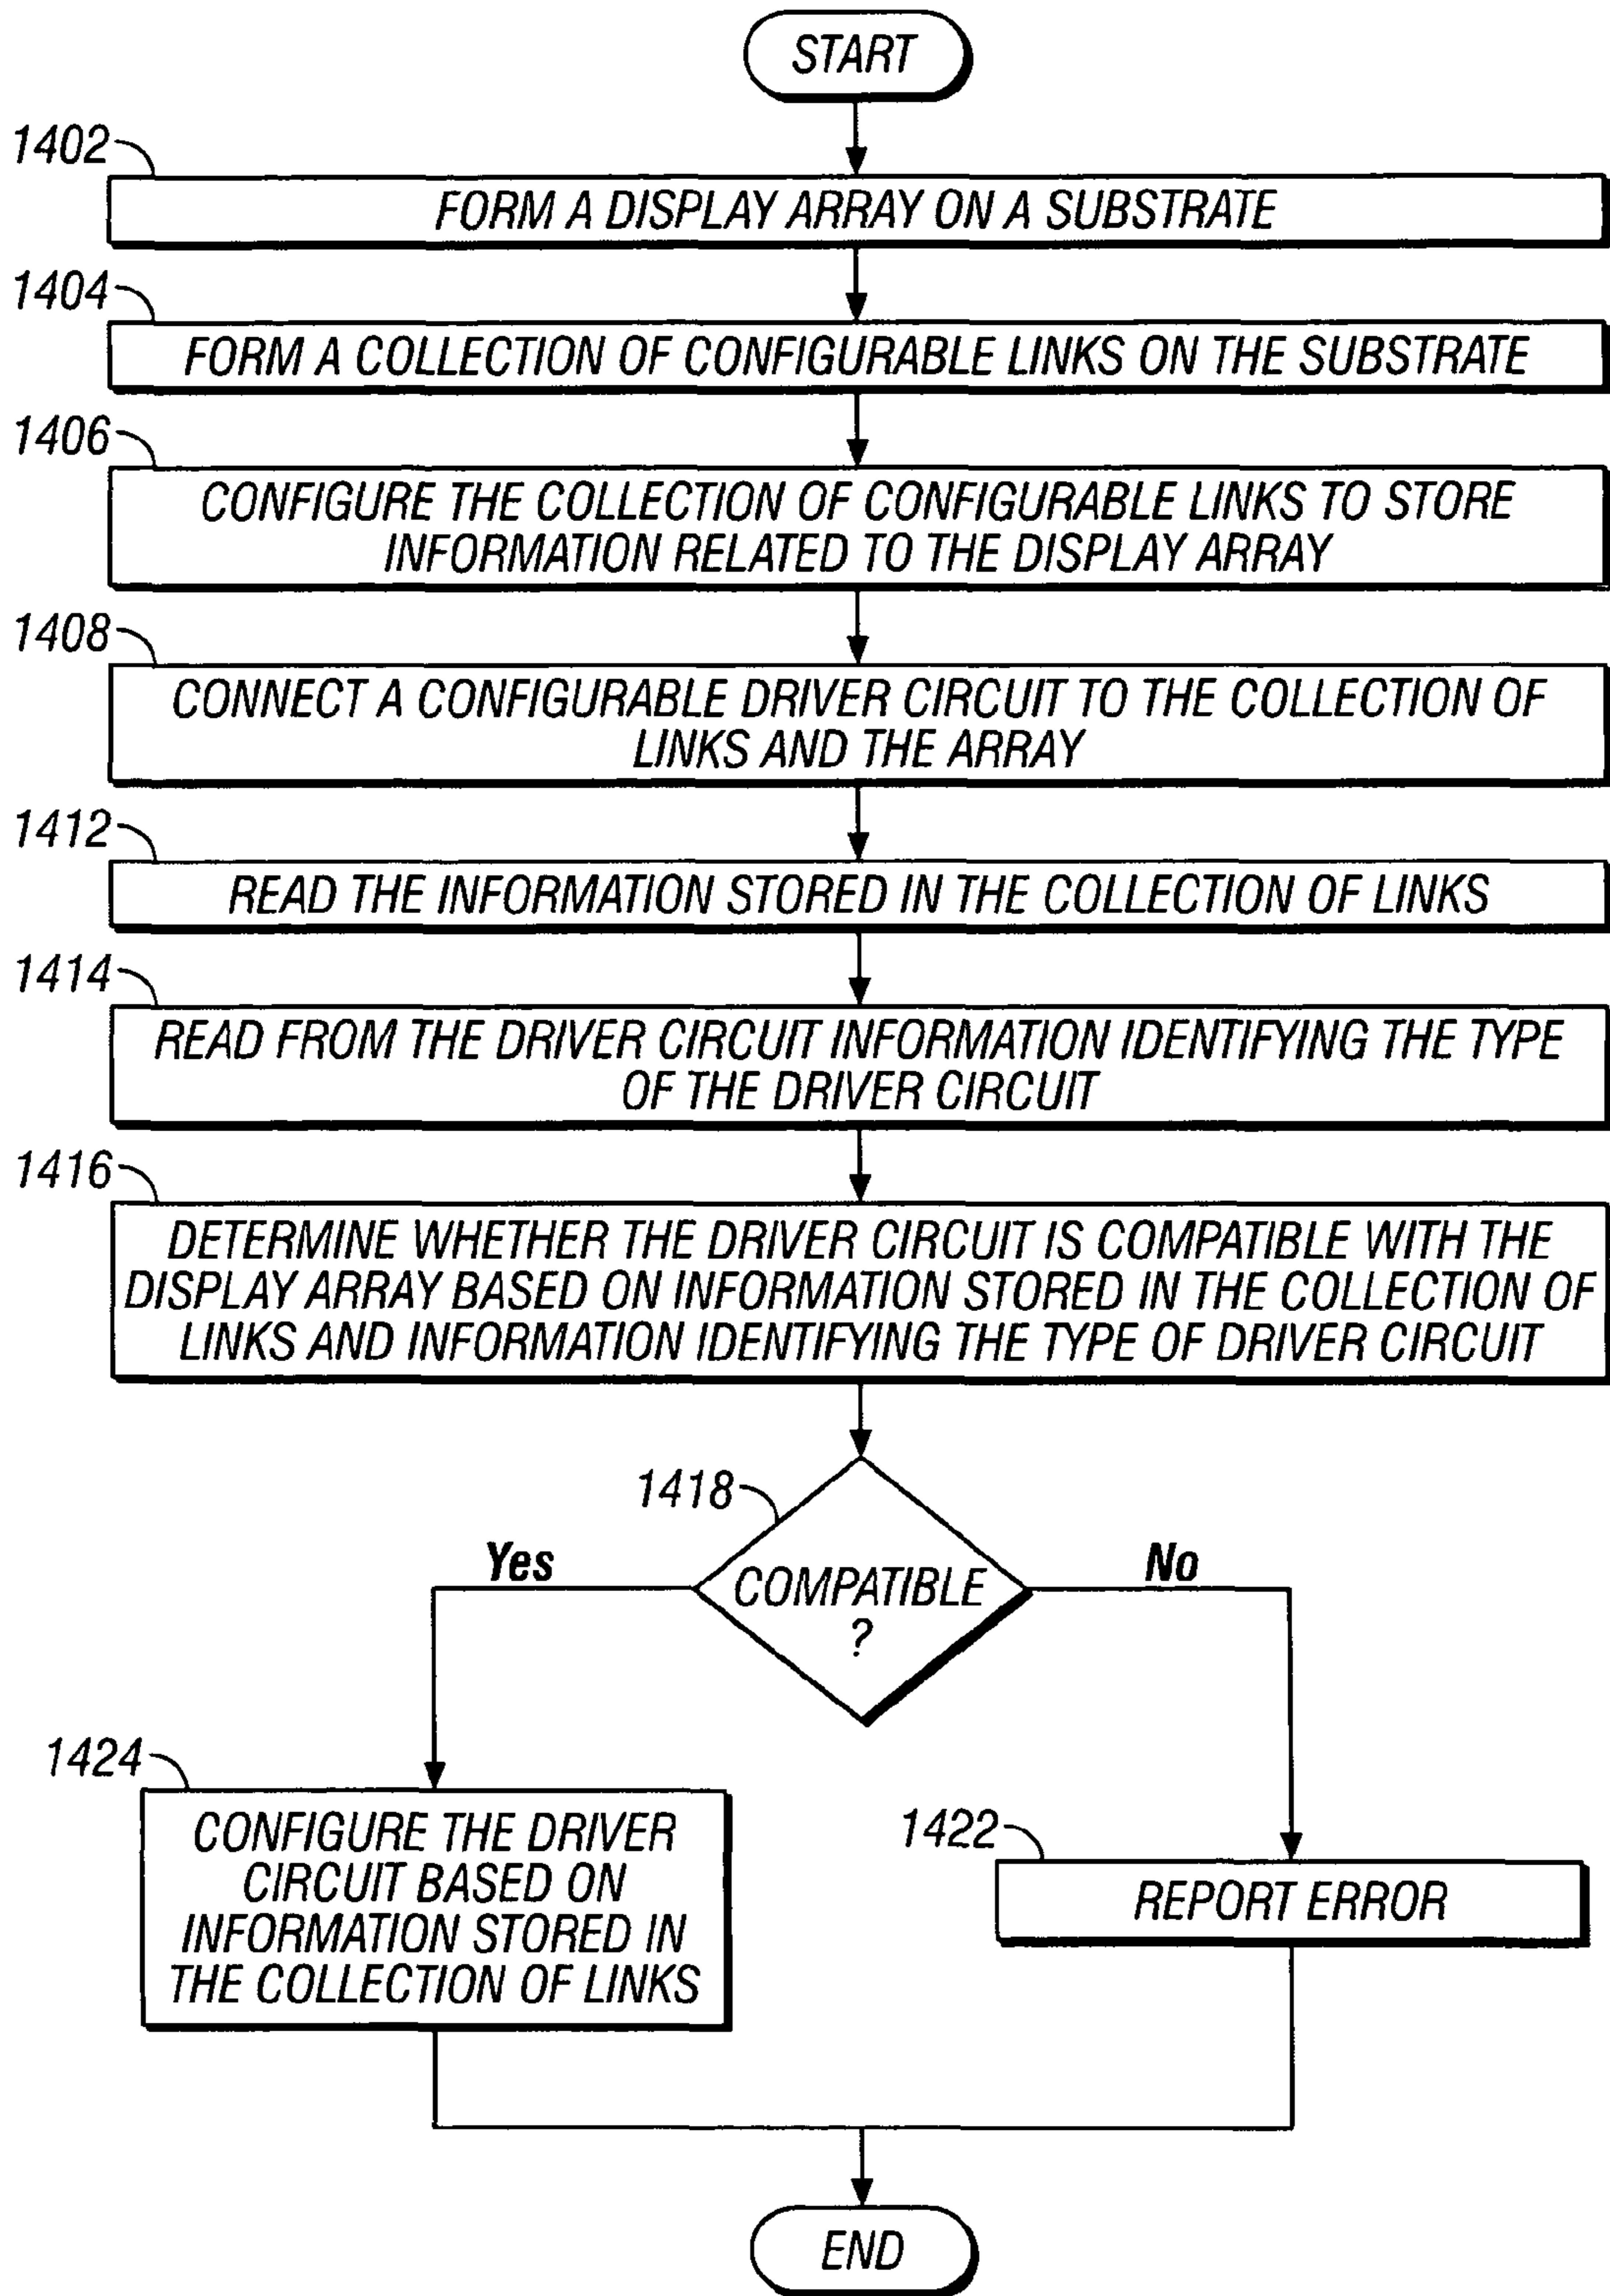 START
1402
FORM A DISPLAY ARRAY ON A SUBSTRATE
1404
FORM A COLLECTION OF CONFIGURABLE LINKS ON THE SUBSTRATE
1406
CONFIGURE THE COLLECTION OF CONFIGURABLE LINKS TO STORE
INFORMATION RELATED TO THE DISPLAY ARRAY
1408
CONNECT A CONFIGURABLE DRIVER CIRCUIT TO THE COLLECTION OF
LINKS AND THE ARRAY
1412
READ THE INFORMATION STORED IN THE COLLECTION OF LINKS
1414
READ FROM THE DRIVER CIRCUIT INFORMATION IDENTIFYING THE TYPE
OF THE DRIVER CIRCUIT
1416
DETERMINE WHETHER THE DRIVER CIRCUIT IS COMPATIBLE WITH THE
DISPLAY ARRAY BASED ON INFORMATION STORED IN THE COLLECTION OF
LINKS AND INFORMATION IDENTIFYING THE TYPE OF DRIVER CIRCUIT
1418
COMPATIBLE
?
Yes
No
1424
CONFIGURE THE DRIVER
CIRCUIT BASED ON
INFORMATION STORED IN
THE COLLECTION OF LINKS
1422
REPORT ERROR
END